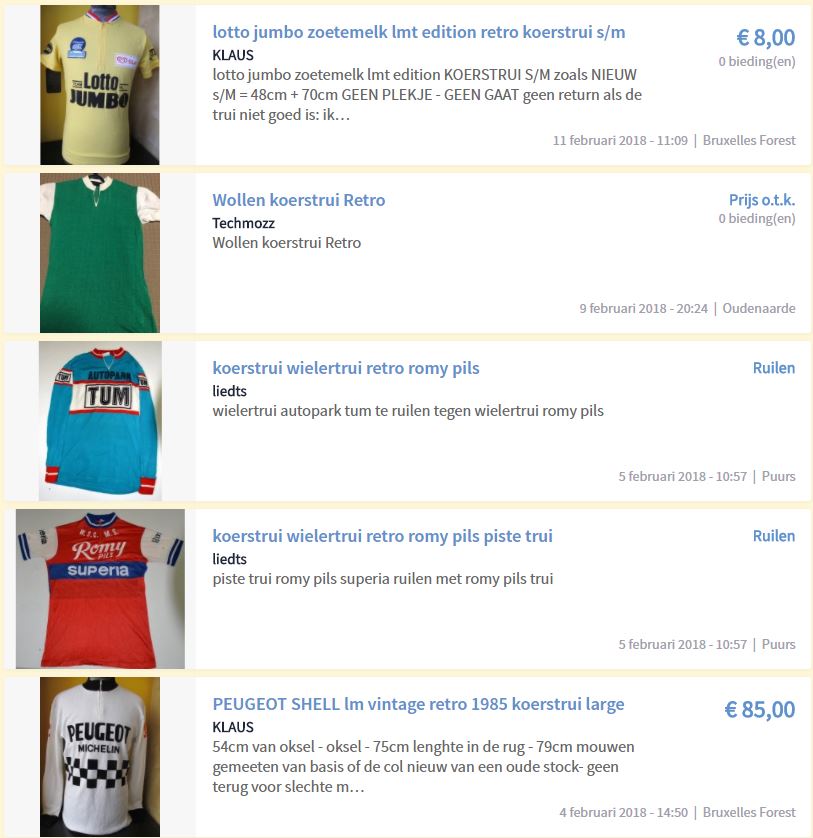 lotto jumbo zoetemelk lmt edition retro koerstrui s/m
€ 8,00
KLAUS
0 bieding(en)
lotto jumbo zoetemelk lmt edition KOERSTRUI S/M zoals NIEUW
s/M = 48cm + 70cm GEEN PLEKJE - GEEN GAAT geen return als de
trui niet goed is: ik…
11 februari 2018 - 11:09 | Bruxelles Forest
Lotto
JUMBO
Wollen koerstrui Retro
Prijs o.t.k.
Techmozz
0 bieding(en)
Wollen koerstrui Retro
9 februari 2018 - 20:24 | Oudenaarde
koerstrui wielertrui retro romy pils
Ruilen
liedts
wielertrui autopark tum te ruilen tegen wielertrui romy pils
5 februari 2018 - 10:57 | Puurs
AUTOPARK
TUM
TUM
koerstrui wielertrui retro romy pils piste trui
Ruilen
liedts
piste trui romy pils superia ruilen met romy pils trui
5 februari 2018 - 10:57 | Puurs
Romy
PILS
superia
PEUGEOT SHELL lm vintage retro 1985 koerstrui large
€ 85,00
KLAUS
54cm van oksel - oksel - 75cm lenghte in de rug - 79cm mouwen
gemeeten van basis of de col nieuw van een oude stock- geen
terug voor slechte m…
4 februari 2018 - 14:50 | Bruxelles Forest
PEUGEOT
MICHELIN